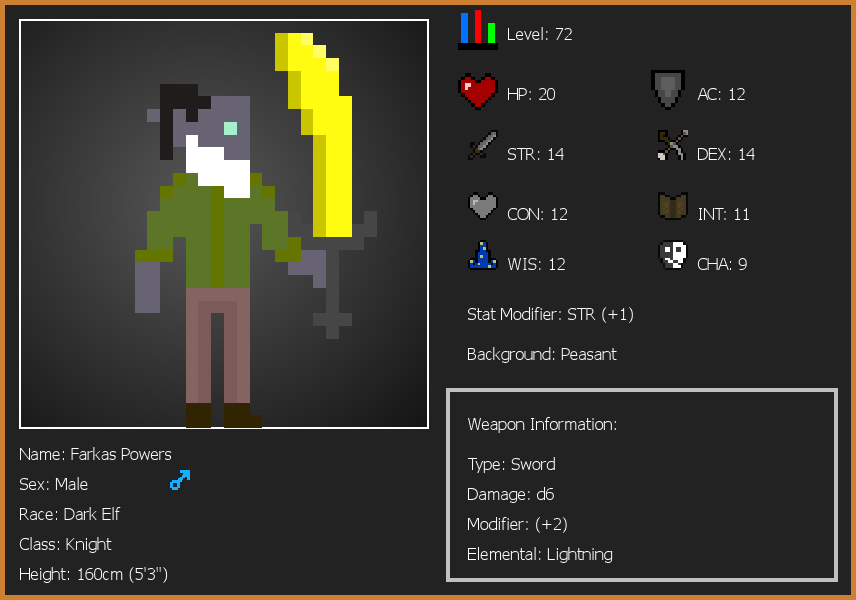 Level: 72
HP: 20
AC: 12
STR: 14
DEX: 14
CON: 12
INT: 11
WIS: 12
CHA: 9
Stat Modifier: STR (+1)
Background: Peasant
Weapon Information:
Type: Sword
Damage: d6
Modifier: (+2)
Elemental: Lightning
Name: Farkas Powers
Sex: Male
Race: Dark Elf
Class: Knight
Height: 160cm (5'3")